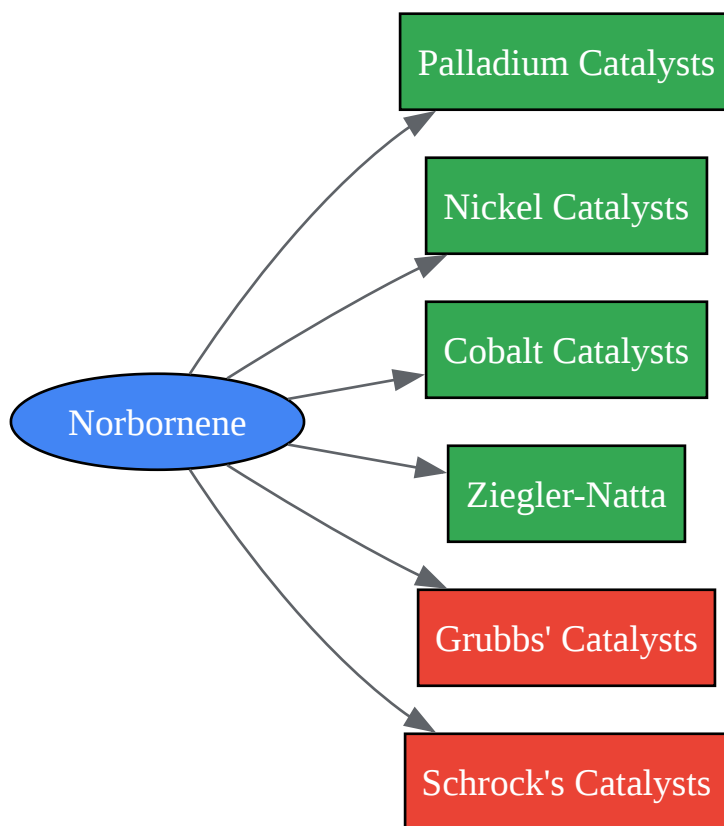 Palladium Catalysts
Nickel Catalysts
Cobalt Catalysts
Norbornene
Ziegler-Natta
Grubbs' Catalysts
Schrock's Catalysts